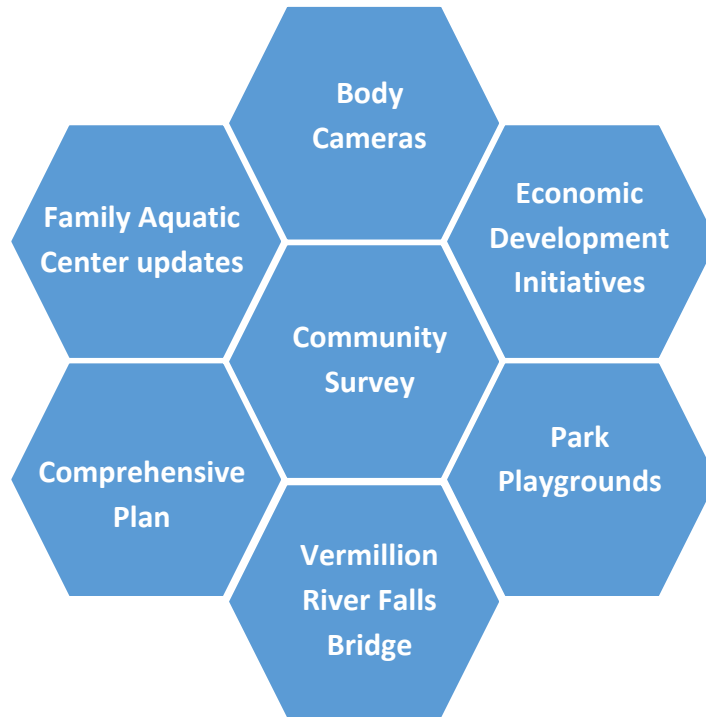 Body
Cameras
Family Aquatic
Center updates
Economic
Development
Initiatives
Community
Survey
Comprehensive
Plan
Park
Playgrounds
Vermillion
River Falls
Bridge